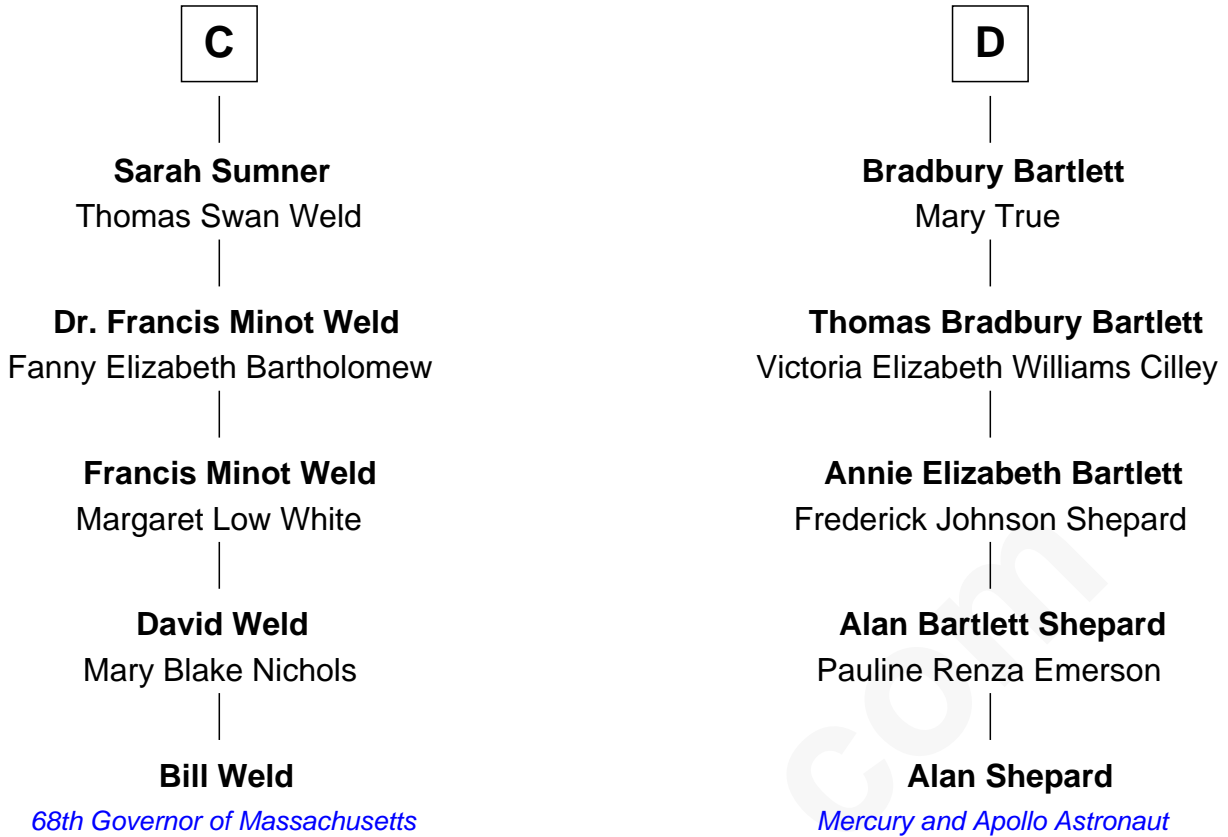 C
Sarah Sumner
Thomas Swan Weld
Dr. Francis Minot Weld
Fanny Elizabeth Bartholomew
Francis Minot Weld
Margaret Low White
David Weld
Mary Blake Nichols
Bill Weld
68th Governor of Massachusetts
D
Bradbury Bartlett
Mary True
Thomas Bradbury Bartlett
Victoria Elizabeth Williams Cilley
Annie Elizabeth Bartlett
Frederick Johnson Shepard
Alan Bartlett Shepard
Pauline Renza Emerson
Alan Shepard
Mercury and Apollo Astronaut
com